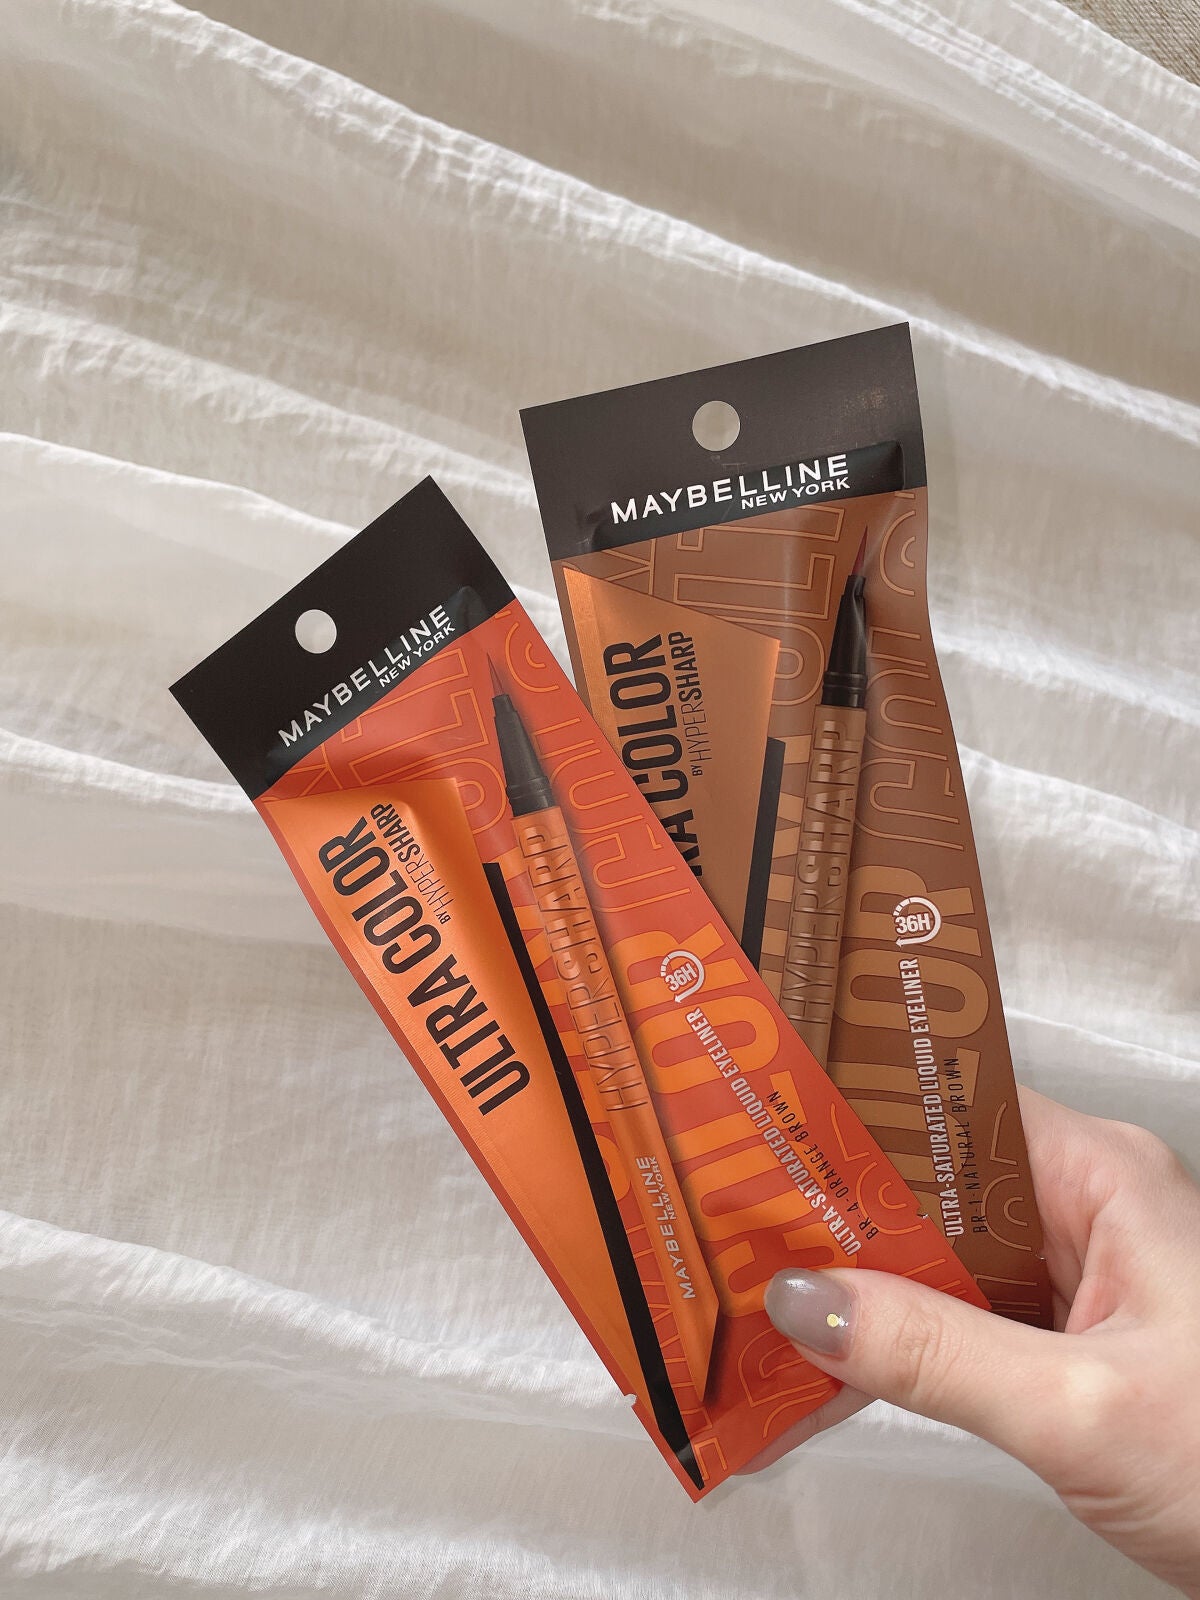 MAYBELLINE
NEW YORK
ULTRA COLOR
BY HYPERSHARP
HYPERSHARP
MAYBELLINE
NEW YORK
36H
ULTRA-SATURATED LIQUID EYELINER
BR-4-ORANGE BROWN
MAYBELLINE
NEW YORK
RA COLOR
BY HYPERSHARP
HYPERSHARP
36H
ULTRA-SATURATED LIQUID EYELINER
BR-1-NATURAL BROWN